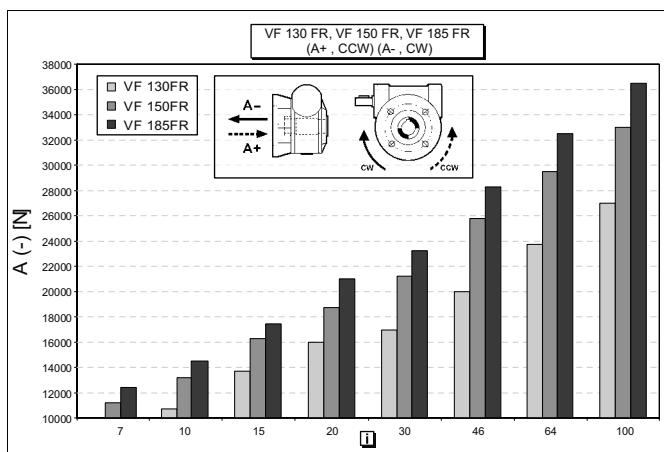 VF 130 FR, VF 150 FR, VF 185 FR
(A+ , CCW) (A- , CW)
VF 130FR
VF 150FR
VF 185FR
A–
A+
CW
CCW
A (-) [N]
38000
36000
34000
32000
30000
28000
26000
24000
22000
20000
18000
16000
14000
12000
10000
7 10 15 20 30 46 64 100
i